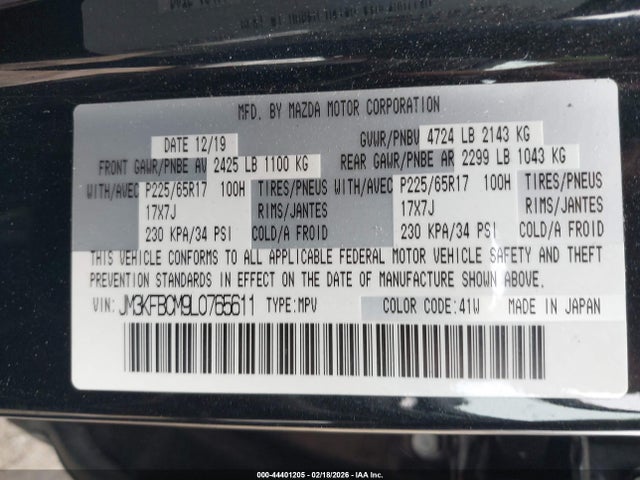 MFD. BY MAZDA MOTOR CORPORATION
DATE 12/19 GVWR/PNBV 4724 LB 2143 KG
FRONT GAWR/PNBE AV 2425 LB 1100 KG REAR GAWR/PNBE AR 2299 LB 1043 KG
WITH/AVEC P225/65R17 100H TIRES/PNEUS WITH/AVEC P225/65R17 100H TIRES/PNEUS
17X7J RIMS/JANTES 17X7J RIMS/JANTES
230 KPA/34 PSI COLD/A FROID 230 KPA/34 PSI COLD/A FROID
THIS VEHICLE CONFORMS TO ALL APPLICABLE FEDERAL MOTOR VEHICLE SAFETY AND THEFT
PREVENTION STANDARDS IN EFFECT ON THE DATE OF MANUFACTURE SHOWN ABOVE.
VIN: JM3KFBCM9L0765611 TYPE:MPV COLOR CODE:41W MADE IN JAPAN
000-44401205 - 02/18/2026 - IAA Inc.